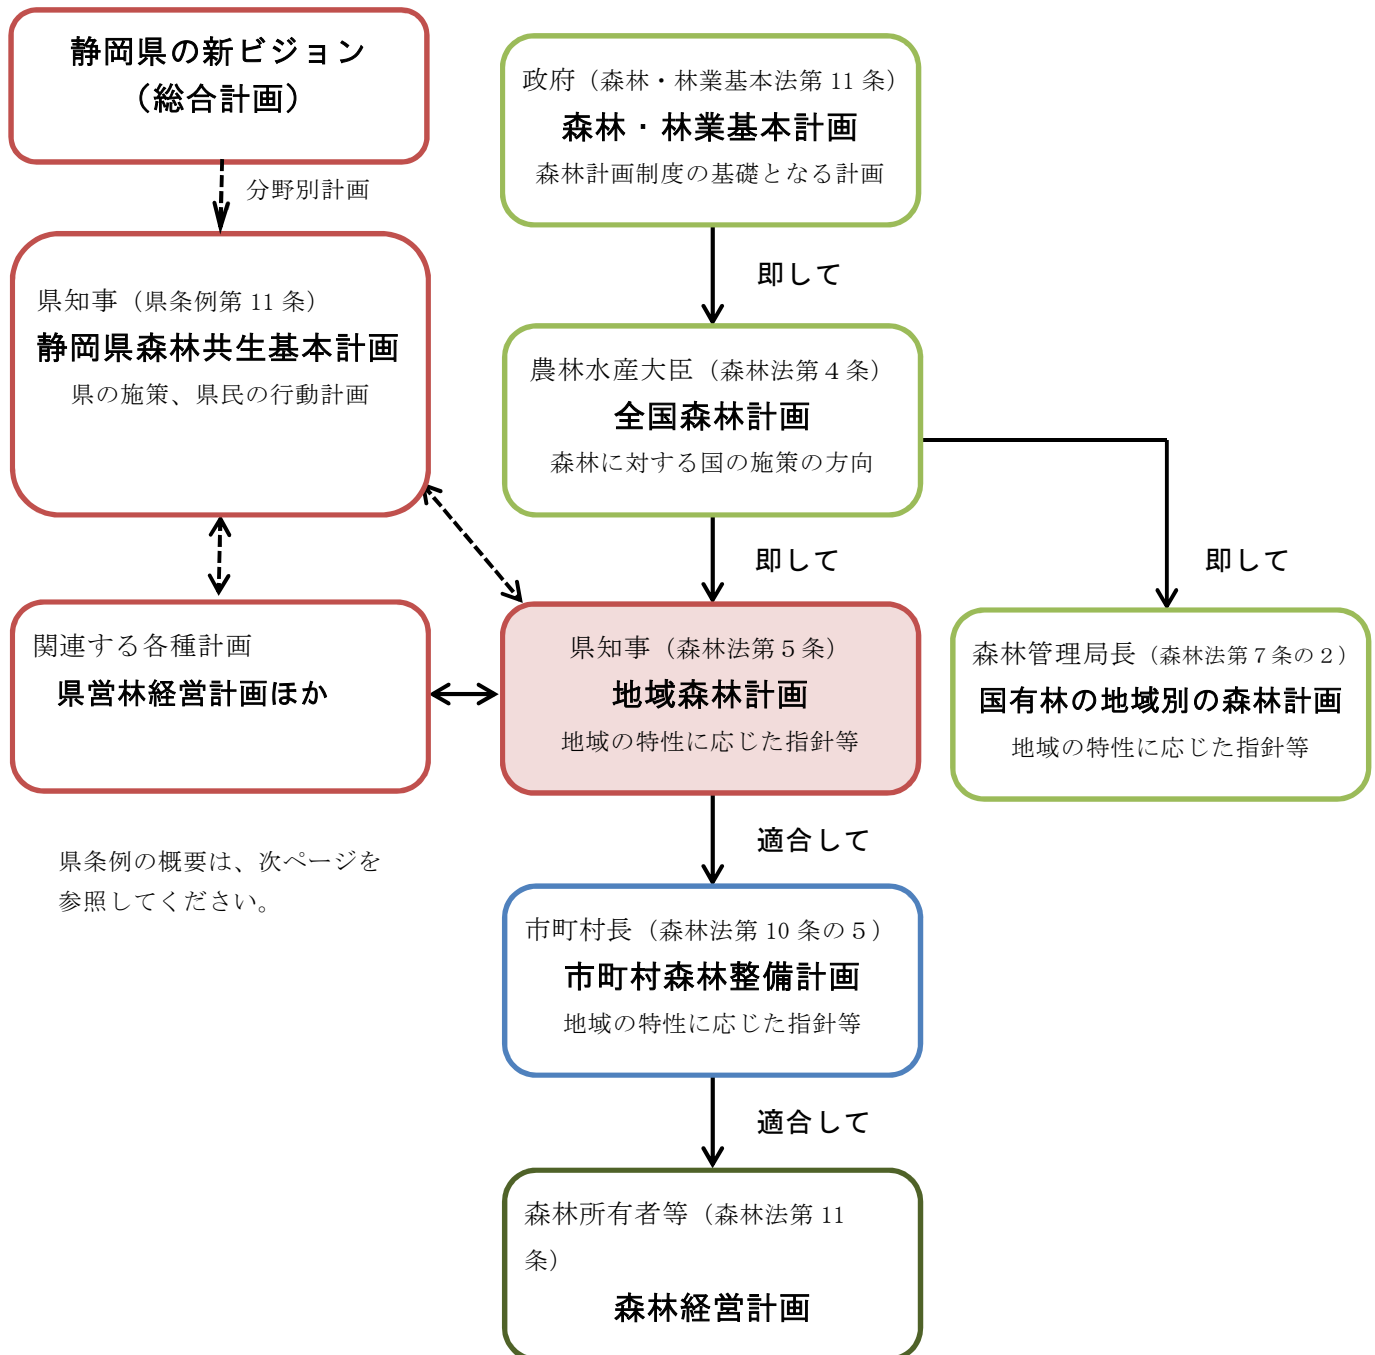 静岡県の新ビジョン
（総合計画）
分野別計画
県知事（県条例第 11 条）
静岡県森林共生基本計画
県の施策、県民の行動計画
関連する各種計画
県営林経営計画ほか
県条例の概要は、次ページを
参照してください。
政府（森林・林業基本法第 11 条）
森林・林業基本計画
森林計画制度の基礎となる計画
即して
農林水産大臣（森林法第４条）
全国森林計画
森林に対する国の施策の方向
即して
県知事（森林法第５条）
地域森林計画
地域の特性に応じた指針等
適合して
市町村長（森林法第 10 条の５）
市町村森林整備計画
地域の特性に応じた指針等
適合して
森林所有者等（森林法第 11
条）
森林経営計画
即して
森林管理局長（森林法第７条の２）
国有林の地域別の森林計画
地域の特性に応じた指針等